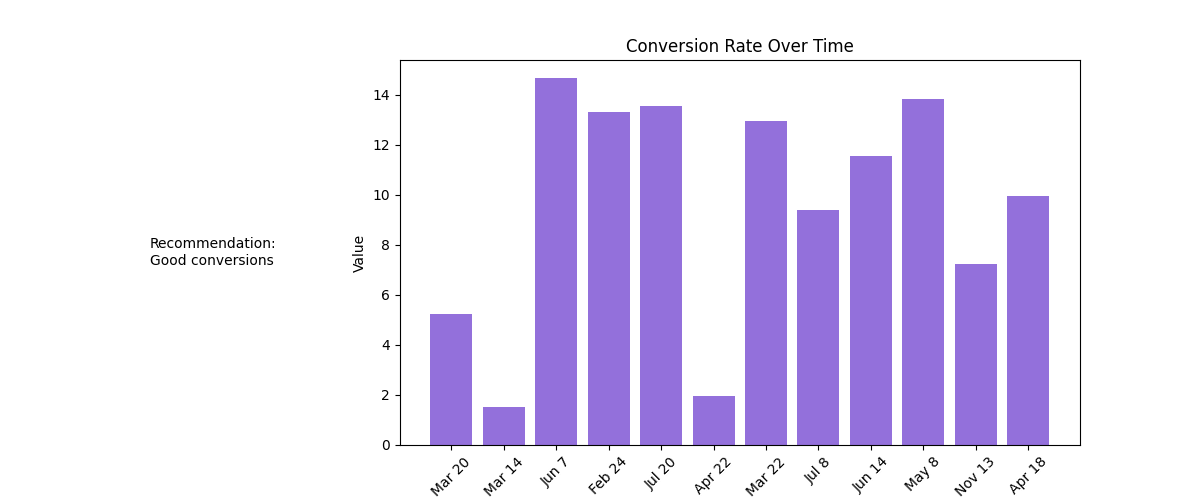 Conversion Rate Over Time
Recommendation:
Good conversions
Value
14
12
10
8
6
4
2
0
Mar 20
Mar 14
Jun 7
Feb 24
Jul 20
Apr 22
Mar 22
Jul 8
Jun 14
May 8
Nov 13
Apr 18